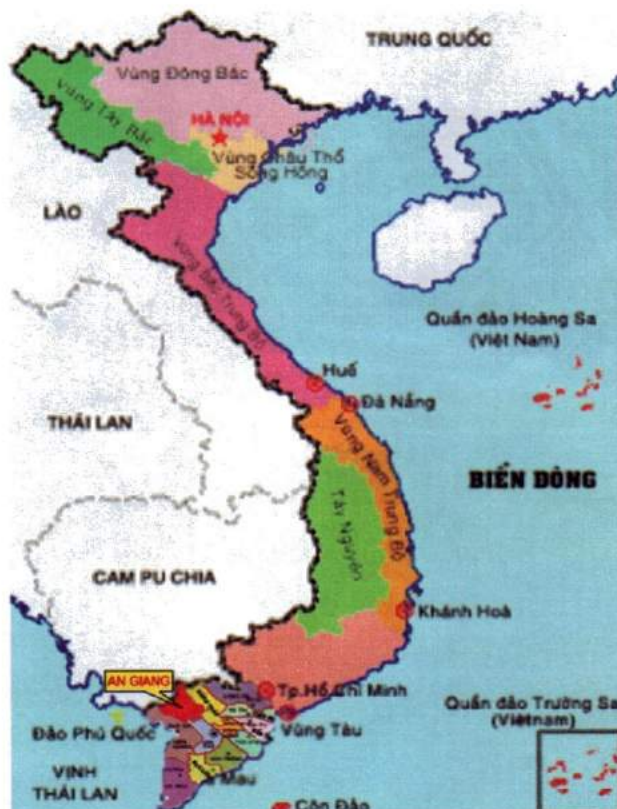 TRUNG QUỐC
Vùng Đông Bắc
Vùng Tây Bắc
HÀ NỘI
Vùng Châu Thổ
Sông Hồng
LÀO
Vùng Bắc Trung Bộ
Quần đảo Hoàng Sa
(Việt Nam)
Huế
Đà Nẵng
THÁI LAN
Vùng Nam Trung Bộ
BIỂN ĐÔNG
Tây Nguyên
CAM PU CHIA
Khánh Hoà
AN GIANG
Tp.Hồ Chí Minh
Quần đảo Trường Sa
(Việtnam)
Đảo Phú Quốc
Vũng Tàu
VỊNH
THÁI LAN
Mau
Côn Đảo